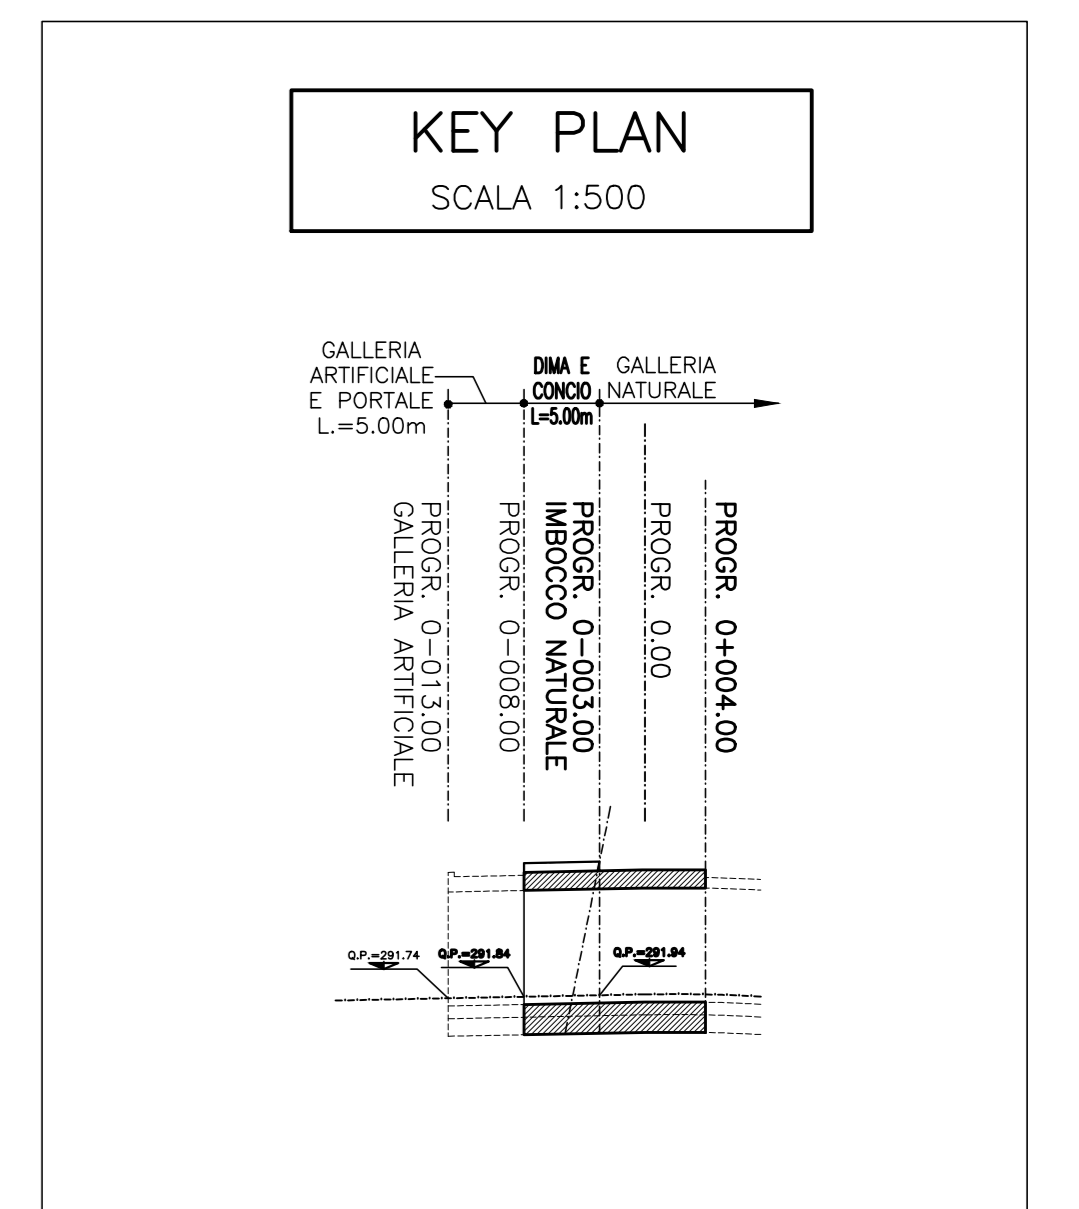 KEY PLAN
SCALA 1:500
GALLERIA
ARTIFICIALE
E PORTALE
L.=5.00m
DIMA E
CONCIO
L=5.00m
GALLERIA
NATURALE
PROGR. 0-013.00
GALLERIA ARTIFICIALE
PROGR. 0-008.00
PROGR. 0-003.00
IMBOCCO NATURALE
PROGR. 0.00
PROGR. 0+004.00
Q.P.=291.74
Q.P.=291.84
Q.P.=291.94